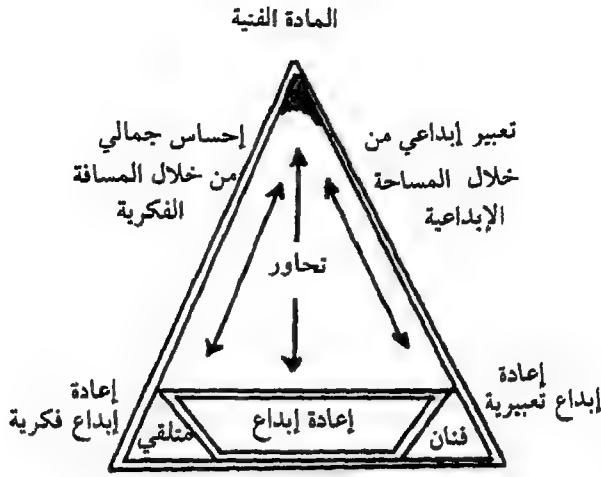 المادة الفنية
تعبير إبداعي من
خلال المساحة
الإبداعية
إحساس جمالي
من خلال المسافة
الفكرية
تحاور
إعادة
إبداع تعبيرية
إعادة
إبداع فكرية
فنان
إعادة إبداع
متلقي